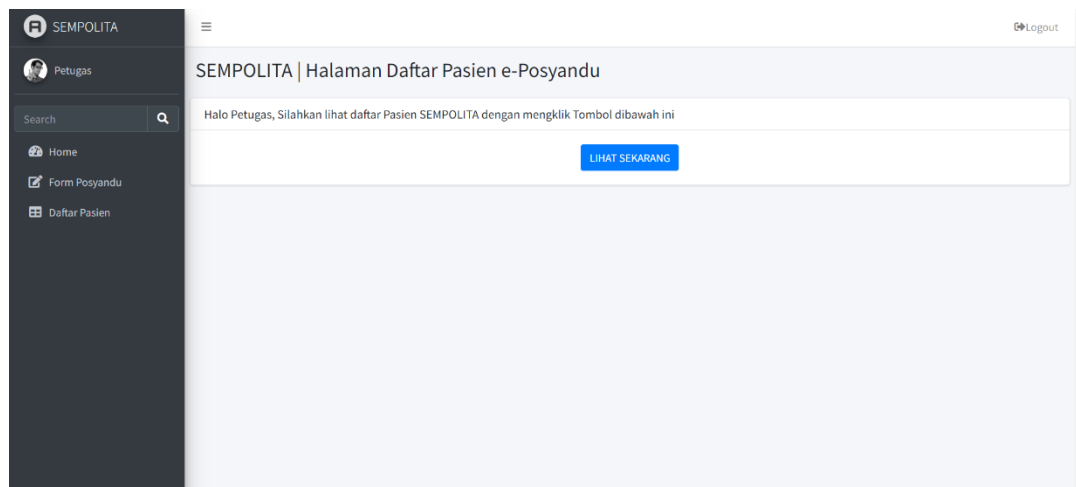 SEMPOLITA
Logout
Petugas
SEMPOLITA | Halaman Daftar Pasien e-Posyandu
Search
Halo Petugas, Silahkan lihat daftar Pasien SEMPOLITA dengan mengklik Tombol dibawah ini
Home
LIHAT SEKARANG
Form Posyandu
Daftar Pasien